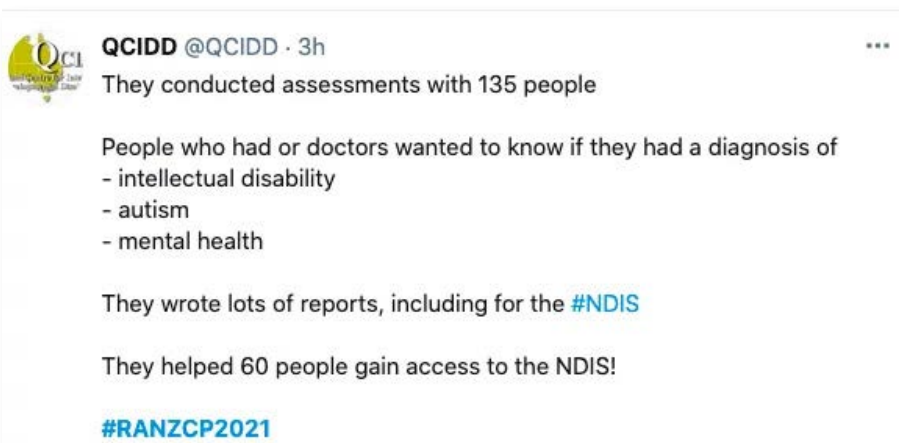 QCI
QCIDD @QCIDD · 3h
They conducted assessments with 135 people
People who had or doctors wanted to know if they had a diagnosis of
- intellectual disability
- autism
- mental health
They wrote lots of reports, including for the #NDIS
They helped 60 people gain access to the NDIS!
#RANZCP2021